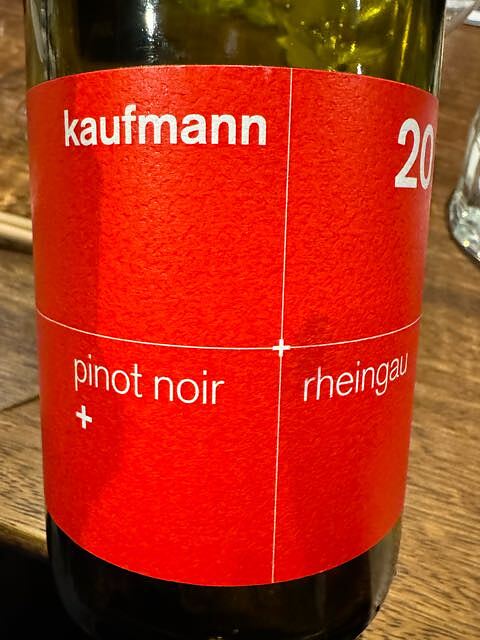 kaufmann
20
pinot noir
+
rheingau